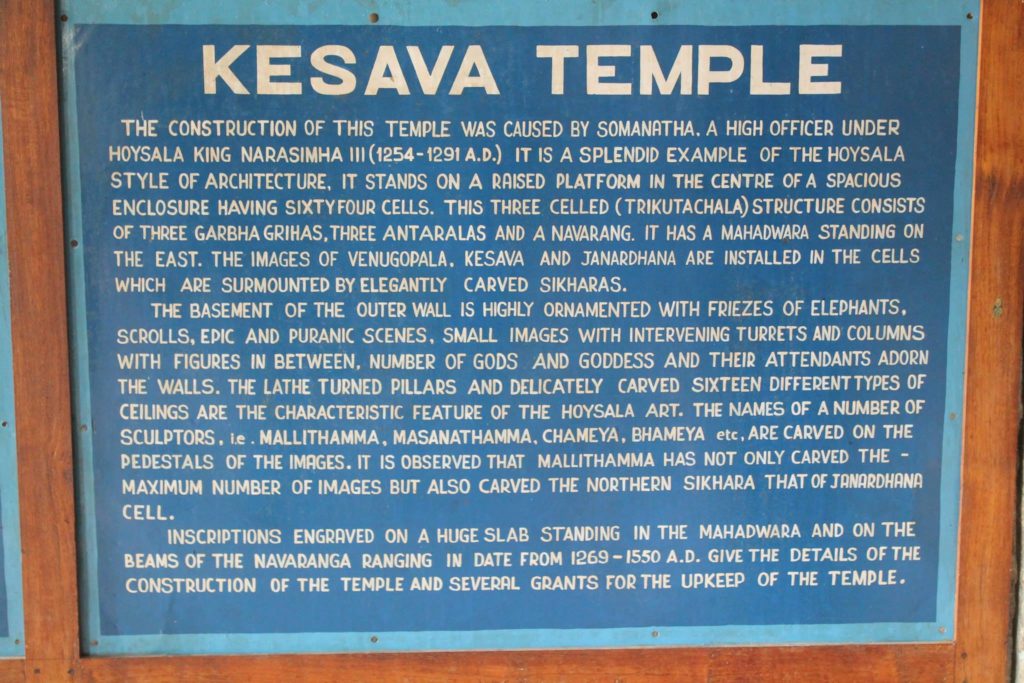 KESAVA TEMPLE
THE CONSTRUCTION OF THIS TEMPLE WAS CAUSED BY SOMANATHA. A HIGH OFFICER UNDER
HOYSALA KING NARASIMHA III (1254-1291 A.D.) IT IS A SPLENDID EXAMPLE OF THE HOYSALA
STYLE OF ARCHITECTURE, IT STANDS ON A RAISED PLATFORM IN THE CENTRE OF A SPACIOUS
ENCLOSURE HAVING SIXTYFOUR CELLS. THIS THREE CELLED (TRIKUTACHALA) STRUCTURE CONSISTS
OF THREE GARBHA GRIHAS, THREE ANTARALAS AND A NAVARANG. IT HAS A MAHADWARA STANDING ON
THE EAST. THE IMAGES OF VENUGOPALA, KESAVA AND JANARDHANA ARE INSTALLED IN THE CELLS
WHICH ARE SURMOUNTED BY ELEGANTLY CARVED SIKHARAS.
THE BASEMENT OF THE OUTER WALL IS HIGHLY ORNAMENTED WITH FRIEZES OF ELEPHANTS,
SCROLLS, EPIC AND PURANIC SCENES, SMALL IMAGES WITH INTERVENING TURRETS AND COLUMNS
WITH FIGURES IN BETWEEN, NUMBER OF GODS AND GODDESS AND THEIR ATTENDANTS ADORN
THE WALLS. THE LATHE TURNED PILLARS AND DELICATELY CARVED SIXTEEN DIFFERENT TYPES OF
CEILINGS ARE THE CHARACTERISTIC FEATURE OF THE HOYSALA ART. THE NAMES OF A NUMBER OF
SCULPTORS, i.e. MALLITHAMMA, MASANATHAMMA, CHAMEYA, BHAMEYA etc, ARE CARVED ON THE
PEDESTALS OF THE IMAGES. IT IS OBSERVED THAT MALLITHAMMA HAS NOT ONLY CARVED THE -
MAXIMUM NUMBER OF IMAGES BUT ALSO CARVED THE NORTHERN SIKHARA THAT OF JANARDHANA
CELL.
INSCRIPTIONS ENGRAVED ON A HUGE SLAB STANDING IN THE MAHADWARA AND ON THE
BEAMS OF THE NAVARANGA RANGING IN DATE FROM 1269-1550 A.D. GIVE THE DETAILS OF THE
CONSTRUCTION OF THE TEMPLE AND SEVERAL GRANTS FOR THE UPKEEP OF THE TEMPLE.